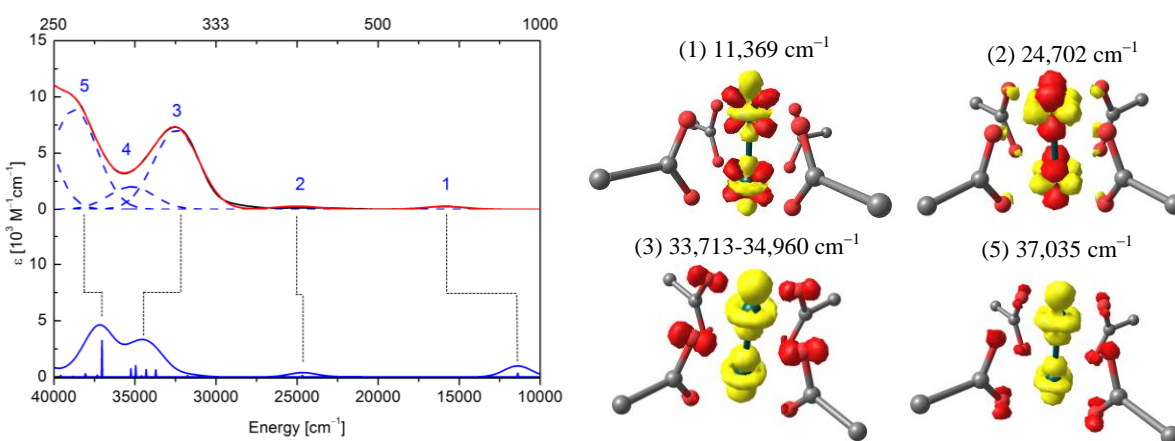 250 333 500 1000
15
10
5
0
10
5
0
5
4
3
2
1
ε [10³ M⁻¹cm⁻¹]
40000 35000 30000 25000 20000 15000 10000
Energy [cm⁻¹]
(1) 11,369 cm⁻¹
(2) 24,702 cm⁻¹
(3) 33,713-34,960 cm⁻¹
(5) 37,035 cm⁻¹